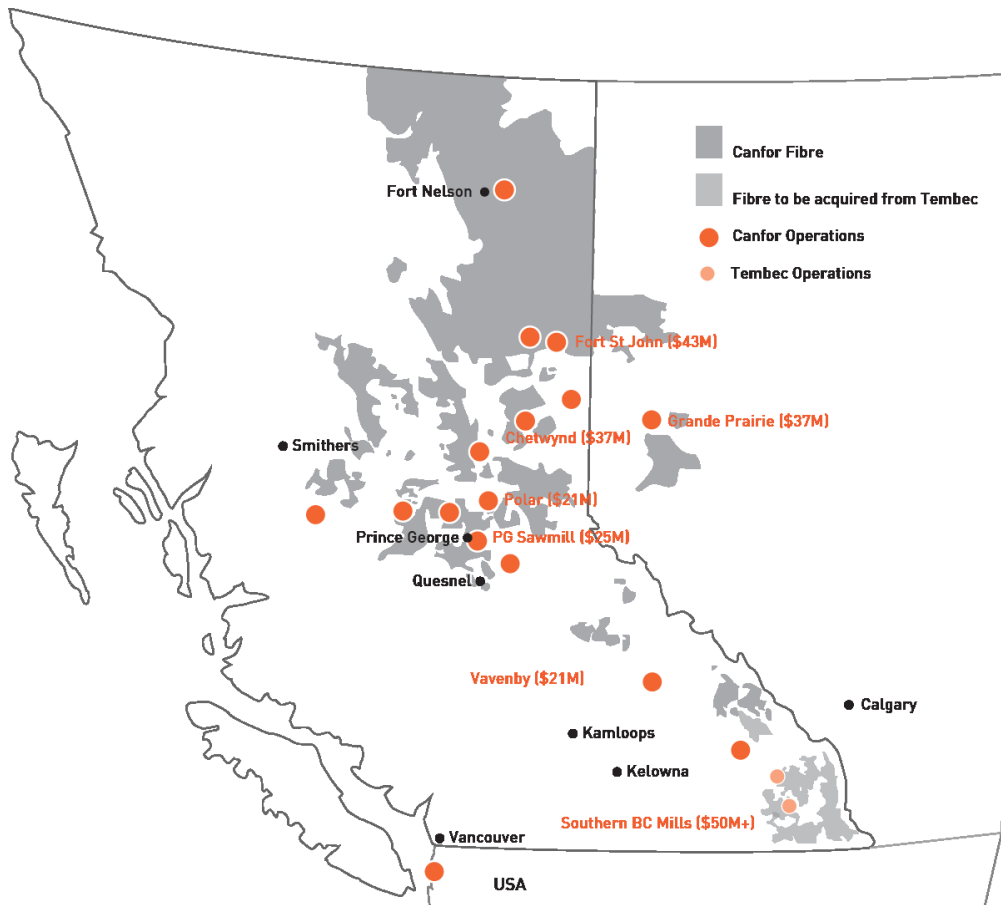 Canfor Fibre
Fort Nelson
Fibre to be acquired from Tembec
Canfor Operations
Tembec Operations
Fort St John ($43M)
Grande Prairie ($37M)
Chetwynd ($37M)
Smithers
Polar ($21M)
Prince George
PG Sawmill ($25M)
Quesnel
Vavenby ($21M)
Calgary
Kamloops
Kelowna
Southern BC Mills ($50M+)
Vancouver
USA